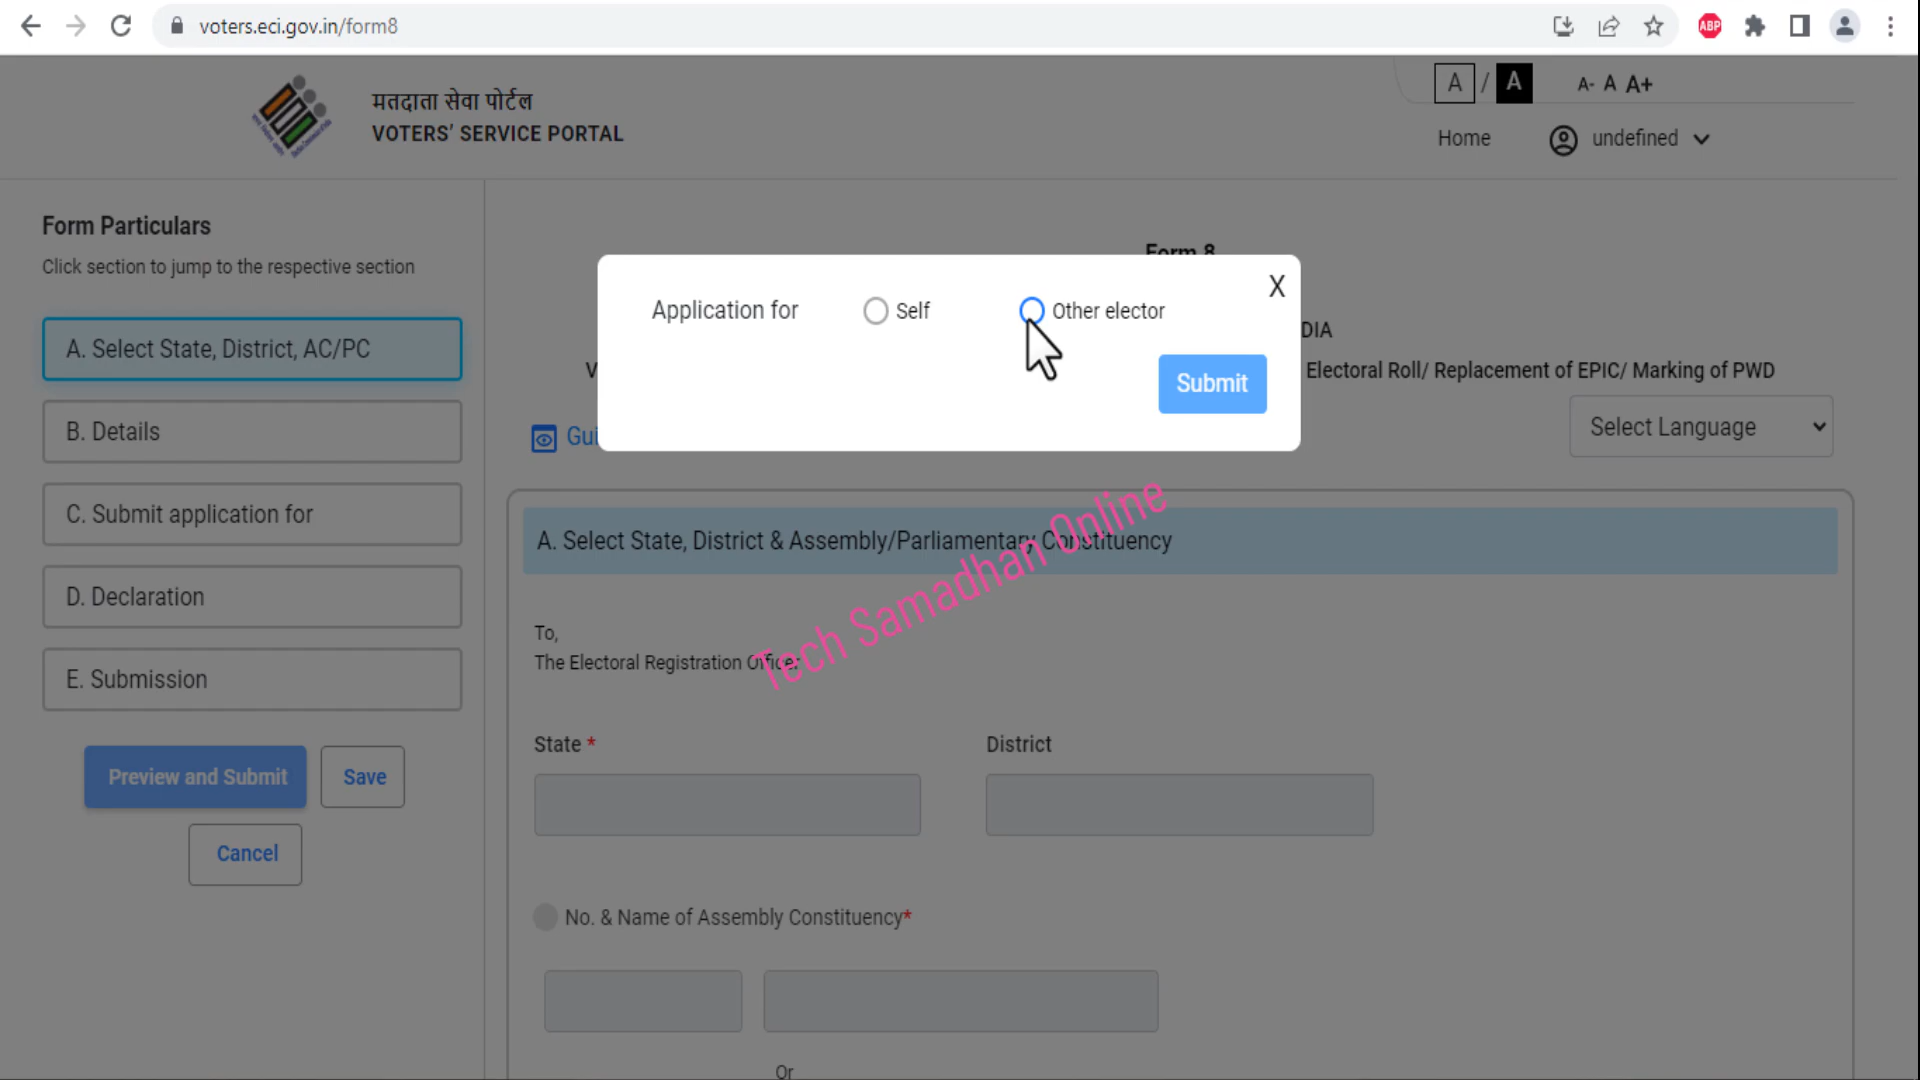 voters.eci.gov.in/form8
ABP
मतदाता सेवा पोर्टल
VOTERS' SERVICE PORTAL
A / A A- A A+
Home undefined
Form Particulars
Click section to jump to the respective section
A. Select State, District, AC/PC
B. Details
C. Submit application for
D. Declaration
E. Submission
Preview and Submit
Save
Cancel
Form 8
DIA
V
Electoral Roll/ Replacement of EPIC/ Marking of PWD
Gui
Select Language
Application for Self Other elector X
Submit
A. Select State, District & Assembly/Parliamentary Constituency
Tech Samadhan Online
To,
The Electoral Registration Officer
State * District
No. & Name of Assembly Constituency*
Or